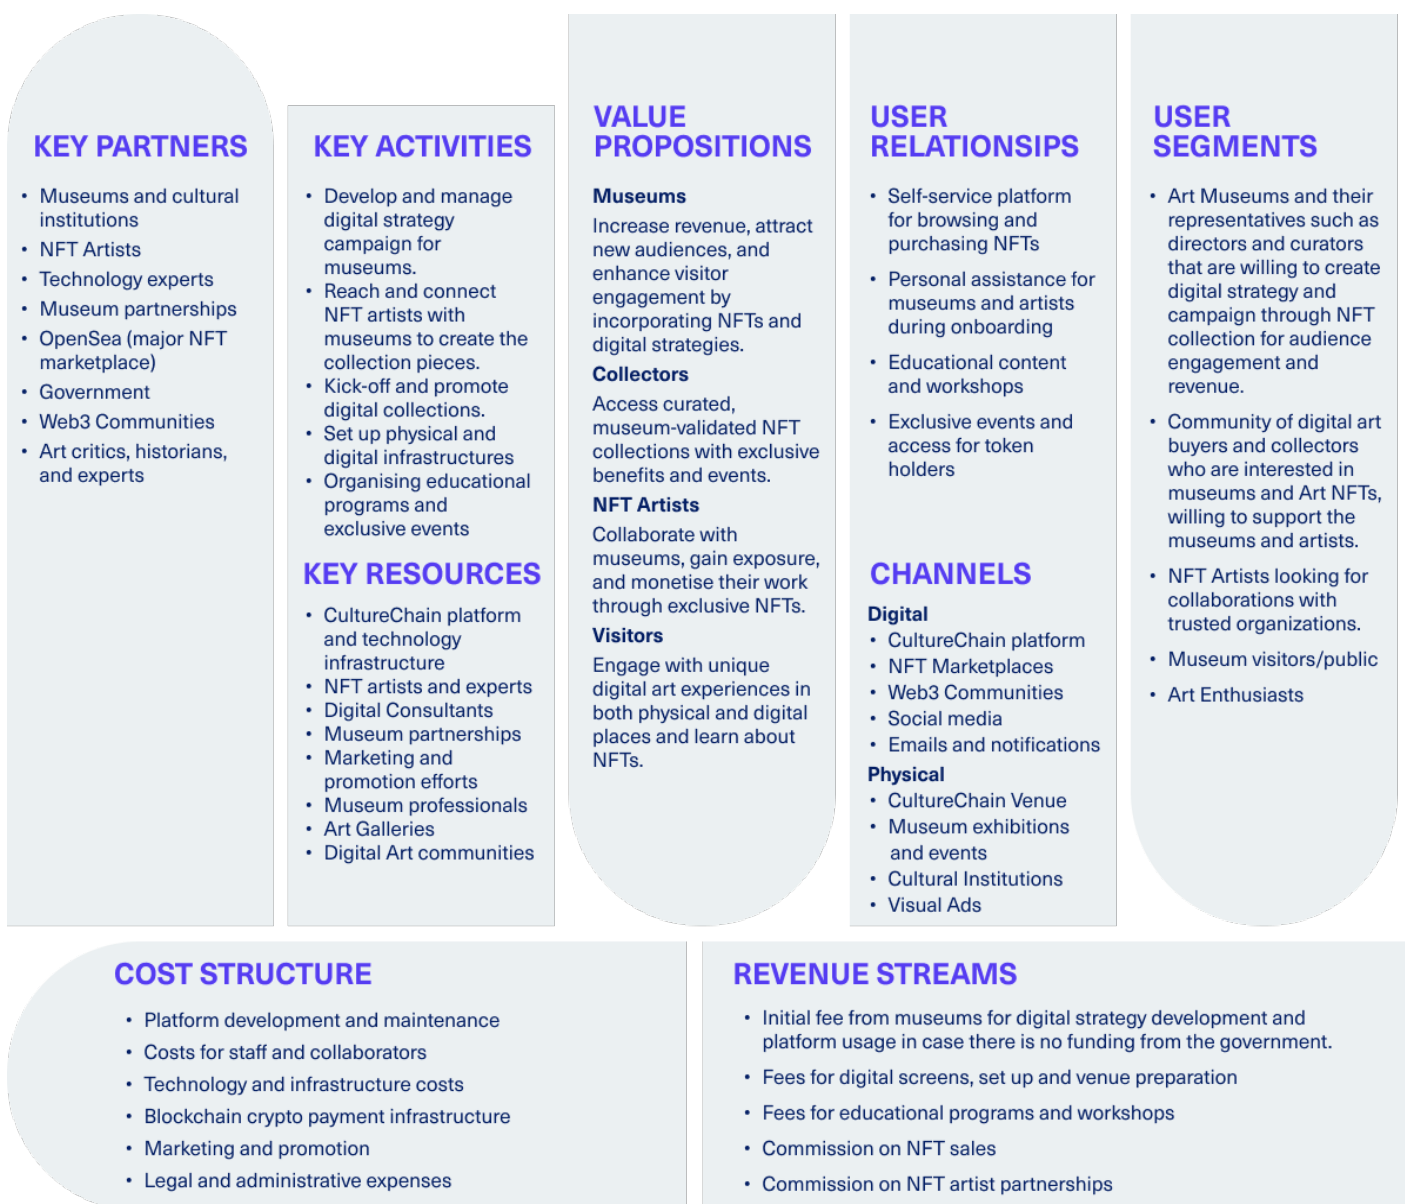 KEY PARTNERS
• Museums and cultural
institutions
• NFT Artists
• Technology experts
• Museum partnerships
• OpenSea (major NFT
marketplace)
• Government
• Web3 Communities
• Art critics, historians,
and experts
KEY ACTIVITIES
• Develop and manage
digital strategy
campaign for
museums.
• Reach and connect
NFT artists with
museums to create the
collection pieces.
• Kick-off and promote
digital collections.
• Set up physical and
digital infrastructures
• Organising educational
programs and
exclusive events
KEY RESOURCES
• CultureChain platform
and technology
infrastructure
• NFT artists and experts
• Digital Consultants
• Museum partnerships
• Marketing and
promotion efforts
• Museum professionals
• Art Galleries
• Digital Art communities
VALUE
PROPOSITIONS
Museums
Increase revenue, attract
new audiences, and
enhance visitor
engagement by
incorporating NFTs and
digital strategies.
Collectors
Access curated,
museum-validated NFT
collections with exclusive
benefits and events.
NFT Artists
Collaborate with
museums, gain exposure,
and monetise their work
through exclusive NFTs.
Visitors
Engage with unique
digital art experiences in
both physical and digital
places and learn about
NFTs.
USER
RELATIONSIPS
• Self-service platform
for browsing and
purchasing NFTs
• Personal assistance for
museums and artists
during onboarding
• Educational content
and workshops
• Exclusive events and
access for token
holders
CHANNELS
Digital
• CultureChain platform
• NFT Marketplaces
• Web3 Communities
• Social media
• Emails and notifications
Physical
• CultureChain Venue
• Museum exhibitions
and events
• Cultural Institutions
• Visual Ads
USER
SEGMENTS
• Art Museums and their
representatives such as
directors and curators
that are willing to create
digital strategy and
campaign through NFT
collection for audience
engagement and
revenue.
• Community of digital art
buyers and collectors
who are interested in
museums and Art NFTs,
willing to support the
museums and artists.
• NFT Artists looking for
collaborations with
trusted organizations.
• Museum visitors/public
• Art Enthusiasts
COST STRUCTURE
• Platform development and maintenance
• Costs for staff and collaborators
• Technology and infrastructure costs
• Blockchain crypto payment infrastructure
• Marketing and promotion
• Legal and administrative expenses
REVENUE STREAMS
• Initial fee from museums for digital strategy development and
platform usage in case there is no funding from the government.
• Fees for digital screens, set up and venue preparation
• Fees for educational programs and workshops
• Commission on NFT sales
• Commission on NFT artist partnerships